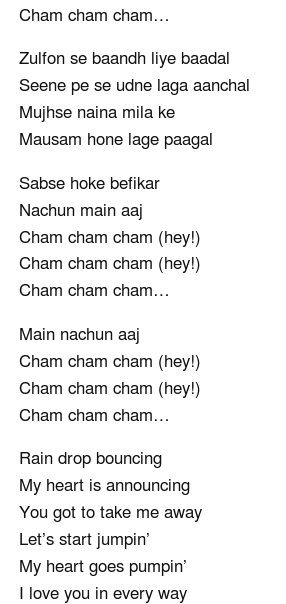 Cham cham cham…
Zulfon se baandh liye baadal
Seene pe se udne laga aanchal
Mujhse naina mila ke
Mausam hone lage paagal
Sabse hoke befikar
Nachun main aaj
Cham cham cham (hey!)
Cham cham cham (hey!)
Cham cham cham…
Main nachun aaj
Cham cham cham (hey!)
Cham cham cham (hey!)
Cham cham cham…
Rain drop bouncing
My heart is announcing
You got to take me away
Let’s start jumpin’
My heart goes pumpin’
I love you in every way